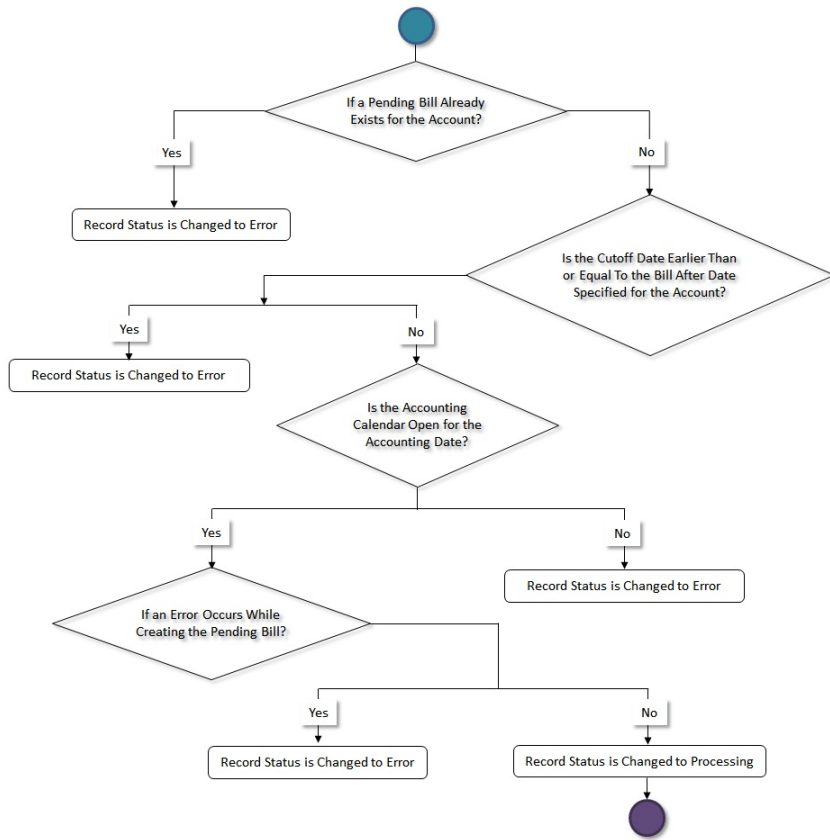 If a Pending Bill Already
Exists for the Account?
Yes
No
Record Status is Changed to Error
Is the Cutoff Date Earlier Than
or Equal To the Bill After Date
Specified for the Account?
Yes
No
Record Status is Changed to Error
Is the Accounting
Calendar Open for the
Accounting Date?
Yes
No
Record Status is Changed to Error
If an Error Occurs While
Creating the Pending Bill?
Yes
No
Record Status is Changed to Error
Record Status is Changed to Processing